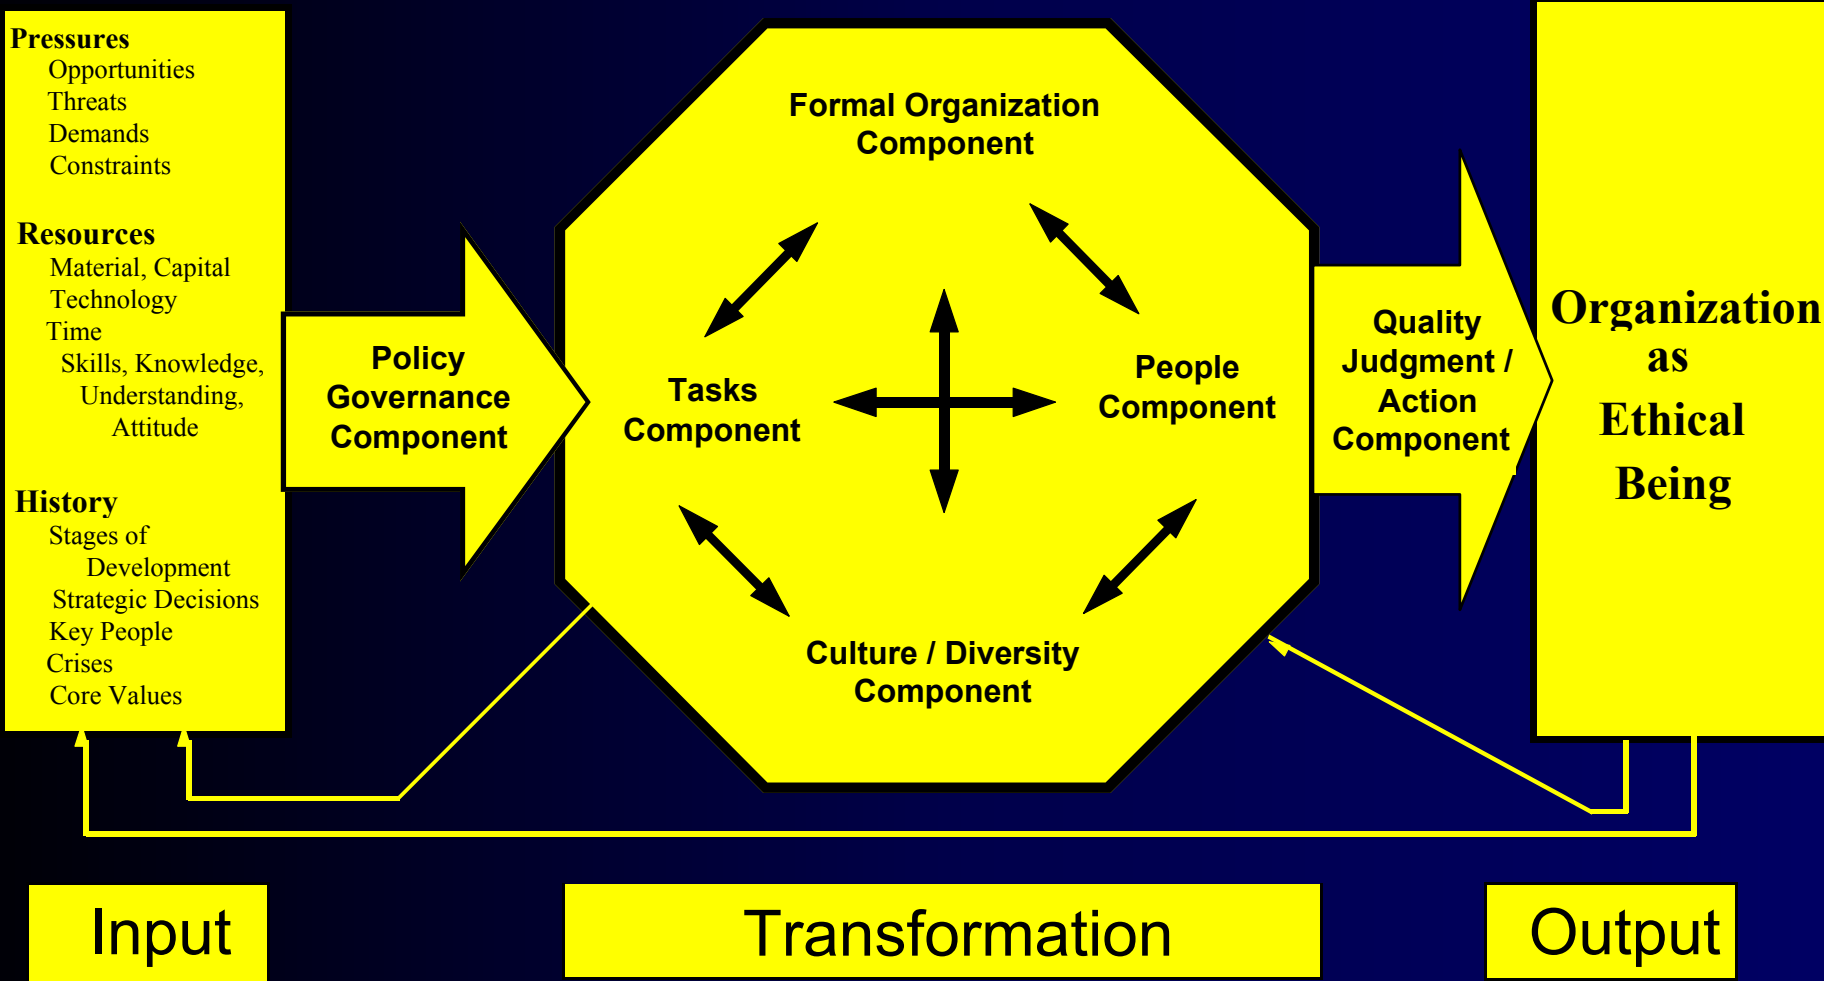 Pressures
Opportunities
Threats
Demands
Constraints
Resources
Material, Capital
Technology
Time
Skills, Knowledge,
Understanding,
Attitude
History
Stages of
Development
Strategic Decisions
Key People
Crises
Core Values
Policy
Governance
Component
Formal Organization
Component
Tasks
Component
People
Component
Culture / Diversity
Component
Quality
Judgment /
Action
Component
Organization
as
Ethical
Being
Input
Transformation
Output